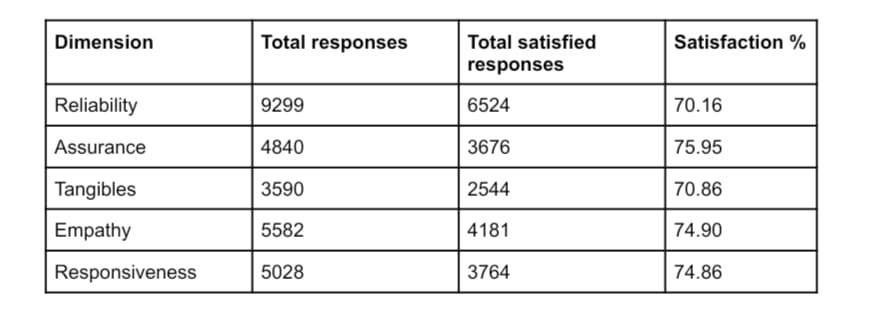 Dimension Total responses Total satisfied responses Satisfaction %
Reliability 9299 6524 70.16
Assurance 4840 3676 75.95
Tangibles 3590 2544 70.86
Empathy 5582 4181 74.90
Responsiveness 5028 3764 74.86